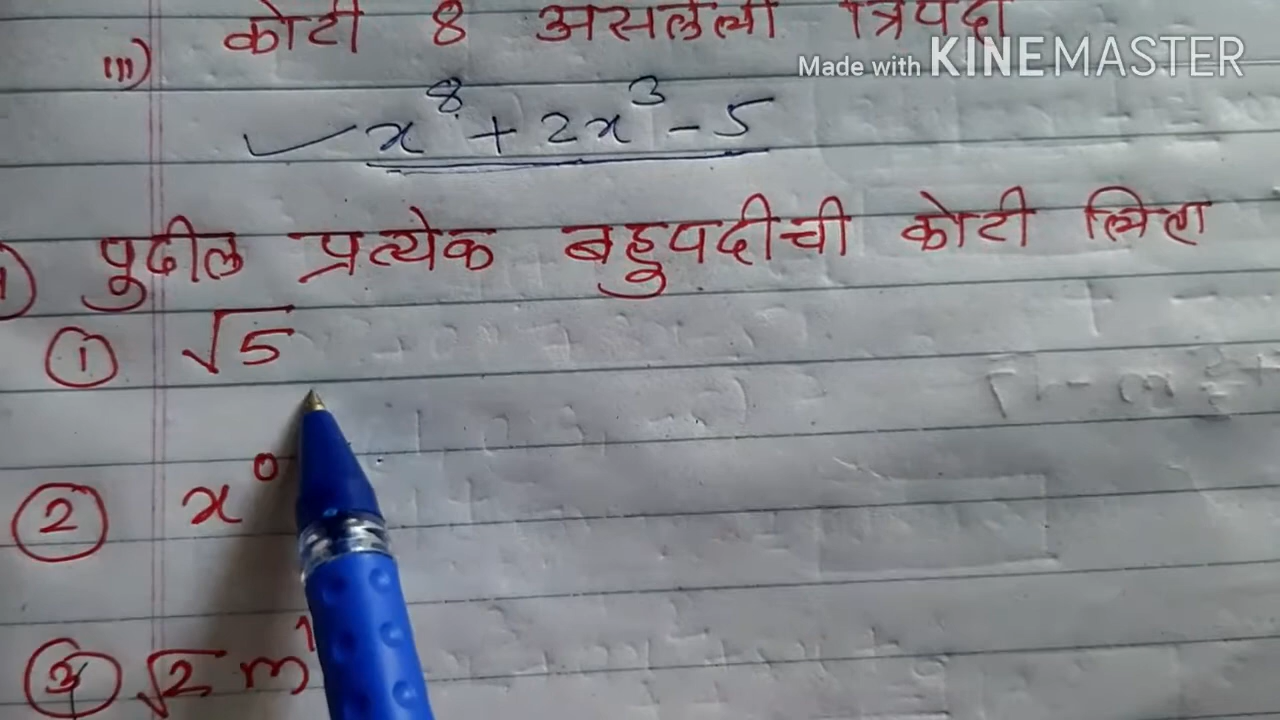 कोटी 8 असलेली त्रिपदी
Made with KINEMASTER
III)
x⁸ + 2x³ - 5
पुढील प्रत्येक बहुपदीची कोटी लिहा
① √5
② x⁰
③ √2 m